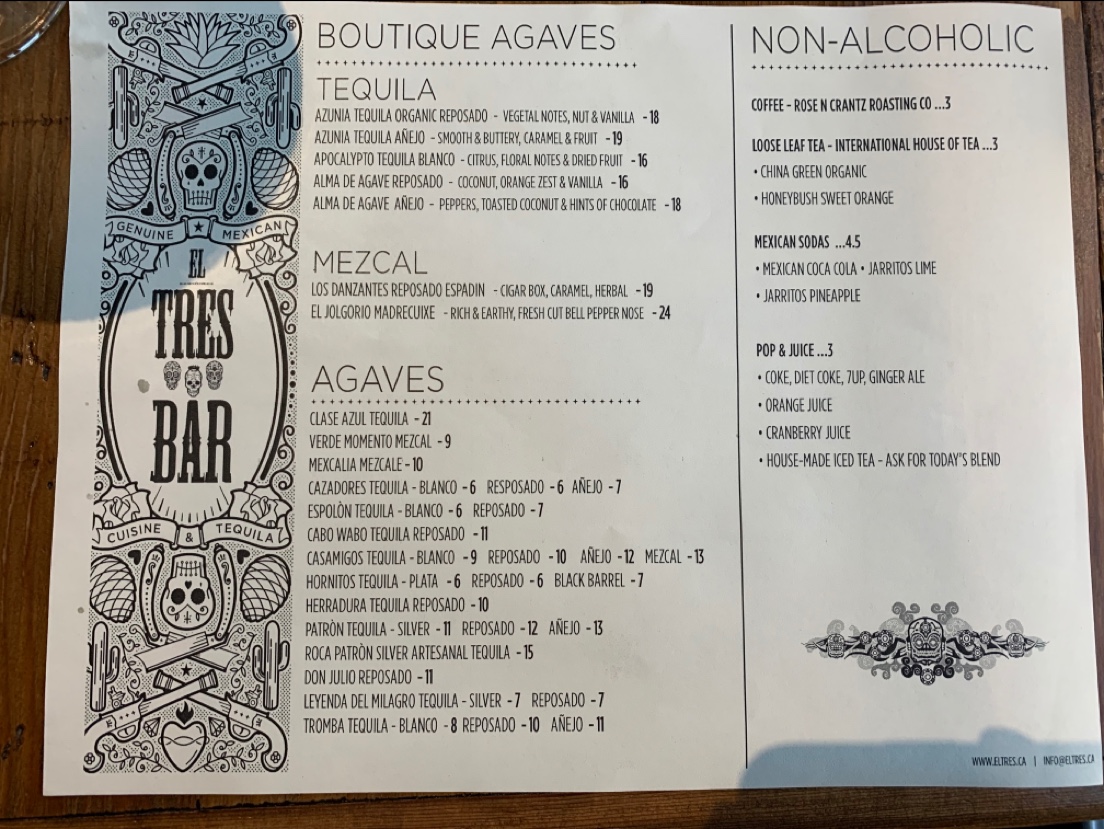 GENUINE MEXICAN
EL
TRES
BAR
CUISINE & TEQUILA
BOUTIQUE AGAVES
TEQUILA
AZUNIA TEQUILA ORGANIC REPOSADO - VEGETAL NOTES, NUT & VANILLA - 18
AZUNIA TEQUILA AÑEJO - SMOOTH & BUTTERY, CARAMEL & FRUIT - 19
APOCALYPTO TEQUILA BLANCO - CITRUS, FLORAL NOTES & DRIED FRUIT - 16
ALMA DE AGAVE REPOSADO - COCONUT, ORANGE ZEST & VANILLA - 16
ALMA DE AGAVE AÑEJO - PEPPERS, TOASTED COCONUT & HINTS OF CHOCOLATE - 18
MEZCAL
LOS DANZANTES REPOSADO ESPADIN - CIGAR BOX, CARAMEL, HERBAL - 19
EL JOLGORIO MADRECUIXE - RICH & EARTHY, FRESH CUT BELL PEPPER NOSE - 24
AGAVES
CLASE AZUL TEQUILA - 21
VERDE MOMENTO MEZCAL - 9
MEXCALIA MEZCALE - 10
CAZADORES TEQUILA - BLANCO - 6 RESPOSADO - 6 AÑEJO - 7
ESPOLÒN TEQUILA - BLANCO - 6 REPOSADO - 7
CABO WABO TEQUILA REPOSADO - 11
CASAMIGOS TEQUILA - BLANCO - 9 REPOSADO - 10 AÑEJO - 12 MEZCAL - 13
HORNITOS TEQUILA - PLATA - 6 REPOSADO - 6 BLACK BARREL - 7
HERRADURA TEQUILA REPOSADO - 10
PATRÒN TEQUILA - SILVER - 11 REPOSADO - 12 AÑEJO - 13
ROCA PATRÒN SILVER ARTESANAL TEQUILA - 15
DON JULIO REPOSADO - 11
LEYENDA DEL MILAGRO TEQUILA - SILVER - 7 REPOSADO - 7
TROMBA TEQUILA - BLANCO - 8 REPOSADO - 10 AÑEJO - 11
NON-ALCOHOLIC
COFFEE - ROSE N CRANTZ ROASTING CO ...3
LOOSE LEAF TEA - INTERNATIONAL HOUSE OF TEA ...3
• CHINA GREEN ORGANIC
• HONEYBUSH SWEET ORANGE
MEXICAN SODAS ...4.5
• MEXICAN COCA COLA • JARRITOS LIME
• JARRITOS PINEAPPLE
POP & JUICE ...3
• COKE, DIET COKE, 7UP, GINGER ALE
• ORANGE JUICE
• CRANBERRY JUICE
• HOUSE-MADE ICED TEA - ASK FOR TODAY'S BLEND
WWW.ELTRES.CA | INFO@ELTRES.CA